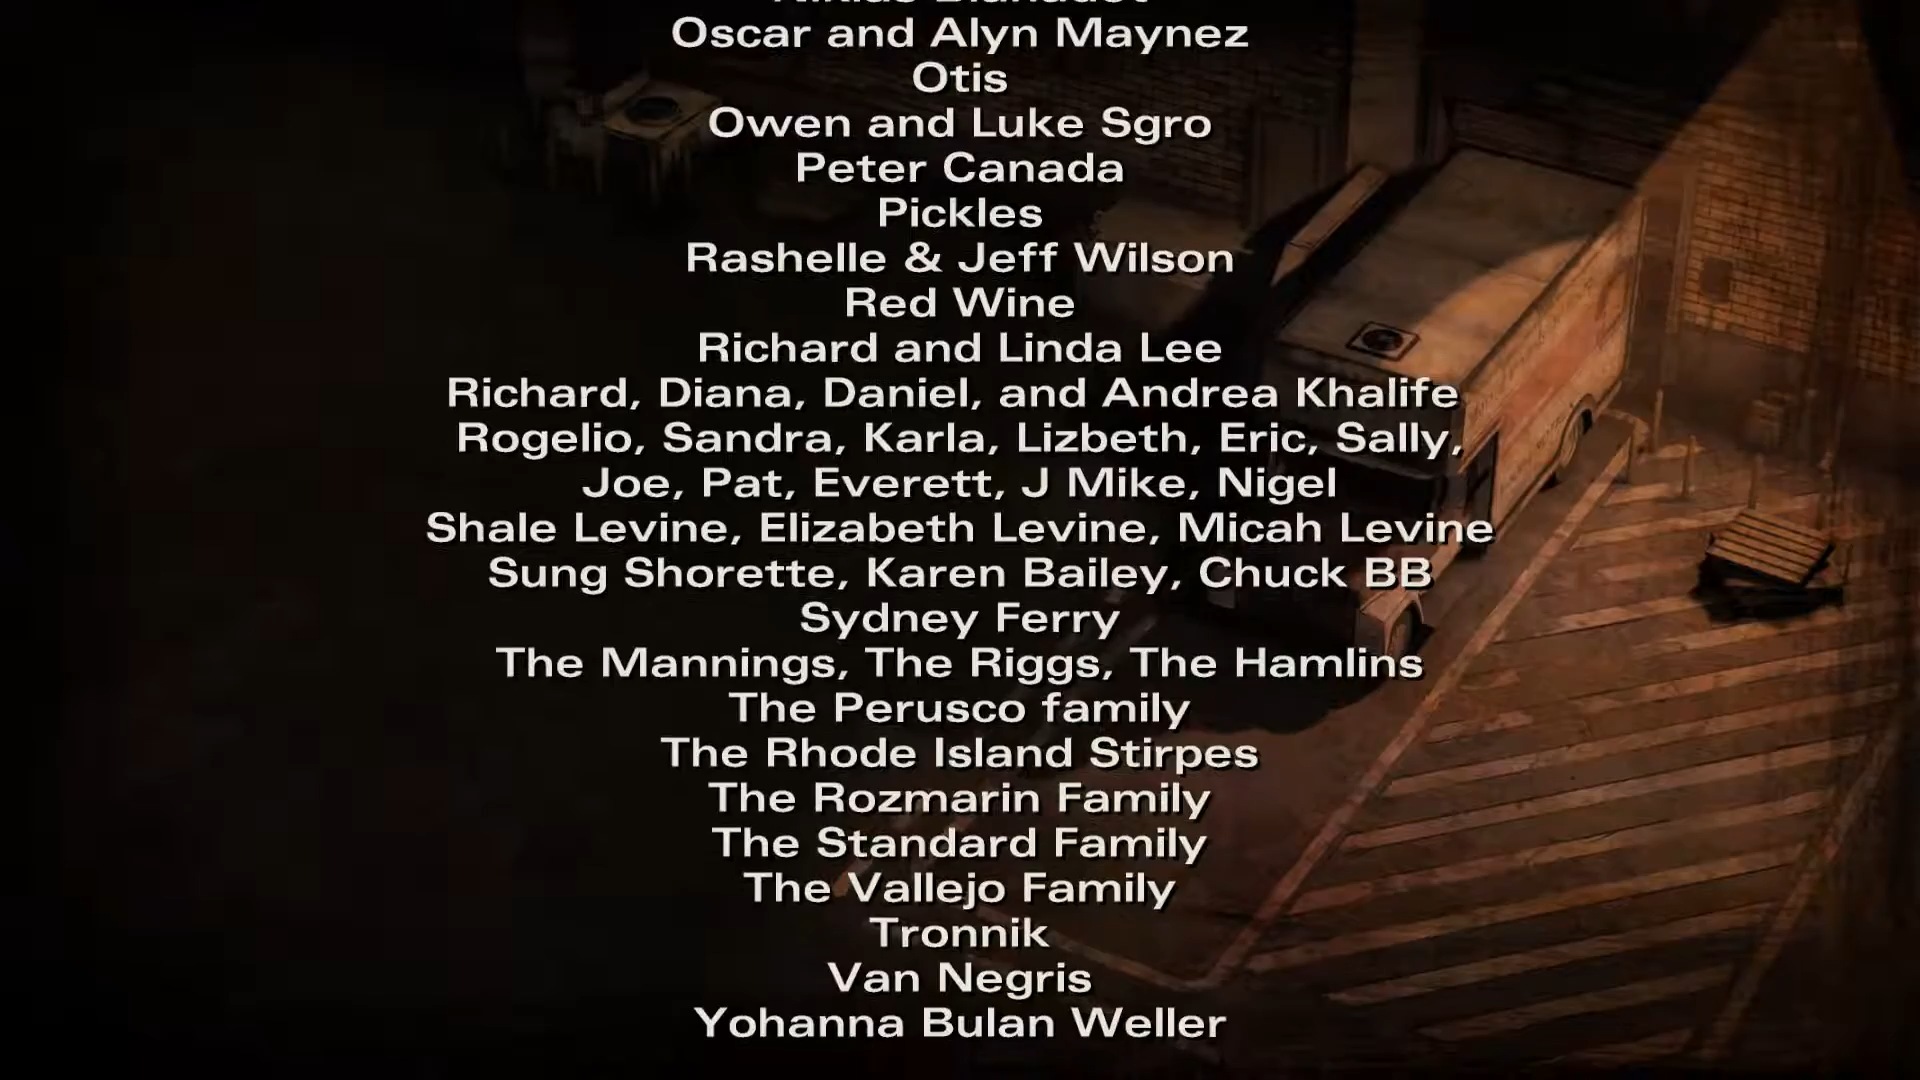 Oscar and Alyn Maynez
Otis
Owen and Luke Sgro
Peter Canada
Pickles
Rashelle & Jeff Wilson
Red Wine
Richard and Linda Lee
Richard, Diana, Daniel, and Andrea Khalife
Rogelio, Sandra, Karla, Lizbeth, Eric, Sally,
Joe, Pat, Everett, J Mike, Nigel
Shale Levine, Elizabeth Levine, Micah Levine
Sung Shorette, Karen Bailey, Chuck BB
Sydney Ferry
The Mannings, The Riggs, The Hamlins
The Perusco family
The Rhode Island Stirpes
The Rozmarin Family
The Standard Family
The Vallejo Family
Tronnik
Van Negris
Yohanna Bulan Weller